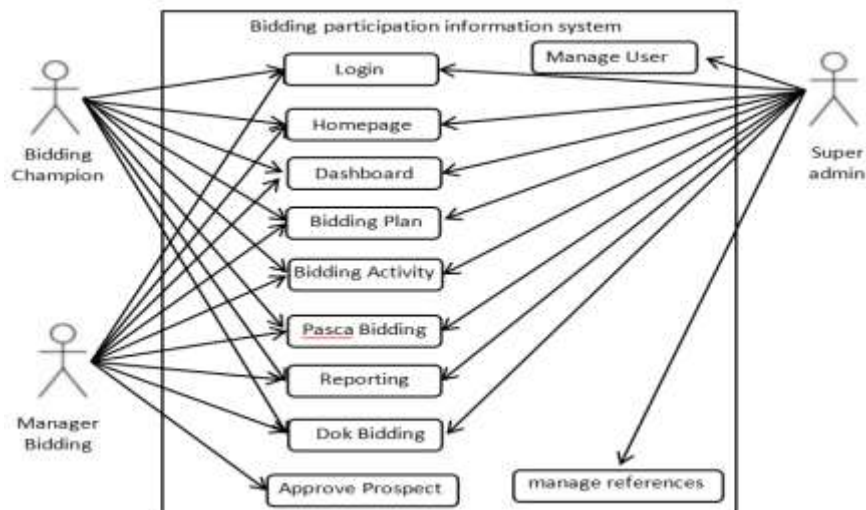 Bidding participation information system
Login
Manage User
Homepage
Bidding
Champion
Super
admin
Dashboard
Bidding Plan
Bidding Activity
Pasca Bidding
Reporting
Manager
Bidding
Dok Bidding
Approve Prospect
manage references